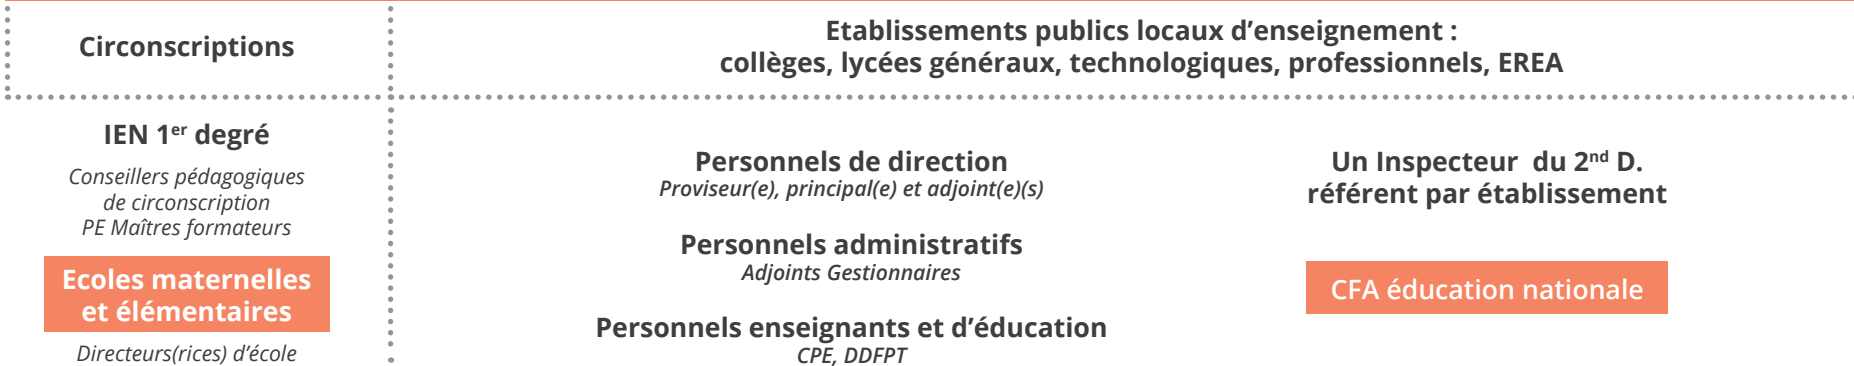 Circonscriptions
Etablissements publics locaux d’enseignement :
collèges, lycées généraux, technologiques, professionnels, EREA
IEN 1er degré
Conseillers pédagogiques
de circonscription
PE Maîtres formateurs
Ecoles maternelles
et élémentaires
Directeurs(rices) d’école
Personnels de direction
Proviseur(e), principal(e) et adjoint(e)(s)
Personnels administratifs
Adjoints Gestionnaires
Personnels enseignants et d’éducation
CPE, DDFPT
Un Inspecteur du 2nd D.
référent par établissement
CFA éducation nationale